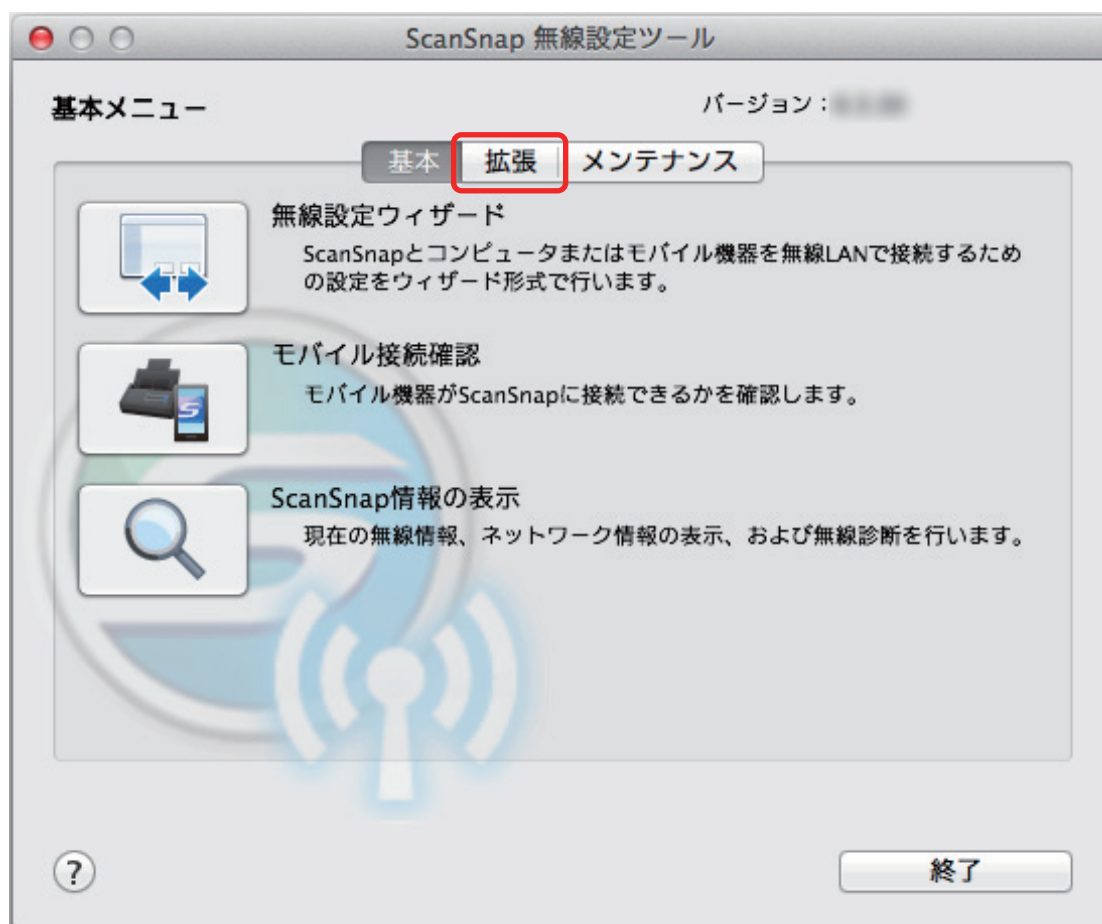 ScanSnap 無線設定ツール
基本メニュー
バージョン :
基本 拡張 メンテナンス
無線設定ウィザード
ScanSnapとコンピュータまたはモバイル機器を無線LANで接続するため
の設定をウィザード形式で行います。
モバイル接続確認
モバイル機器がScanSnapに接続できるかを確認します。
ScanSnap情報の表示
現在の無線情報、ネットワーク情報の表示、および無線診断を行います。
?
終了